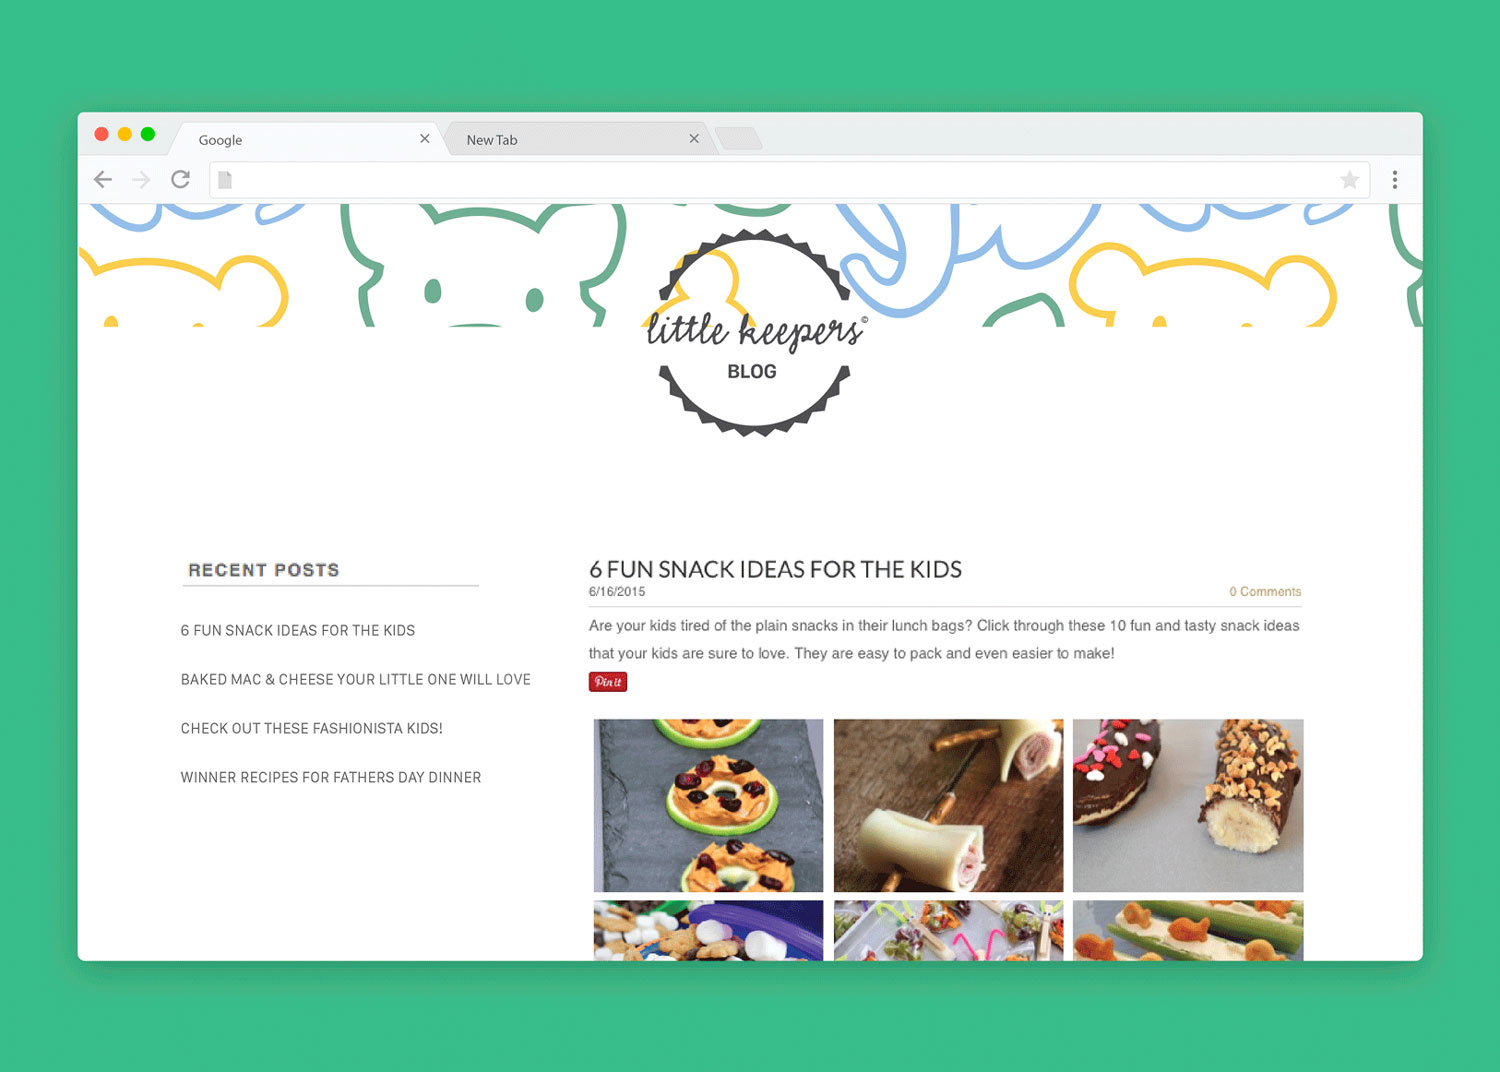 Google
New Tab
little keepers©
BLOG
RECENT POSTS
6 FUN SNACK IDEAS FOR THE KIDS
BAKED MAC & CHEESE YOUR LITTLE ONE WILL LOVE
CHECK OUT THESE FASHIONISTA KIDS!
WINNER RECIPES FOR FATHERS DAY DINNER
6 FUN SNACK IDEAS FOR THE KIDS
6/16/2015
0 Comments
Are your kids tired of the plain snacks in their lunch bags? Click through these 10 fun and tasty snack ideas
that your kids are sure to love. They are easy to pack and even easier to make!
Pin it